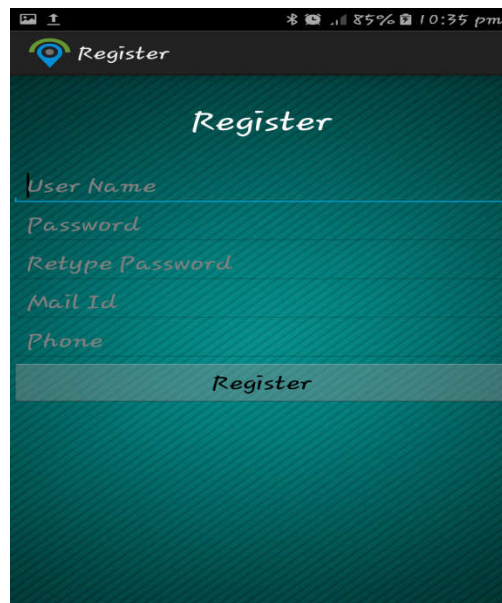 85% 10:35 pm
Register
Register
User Name
Password
Retype Password
Mail Id
Phone
Register